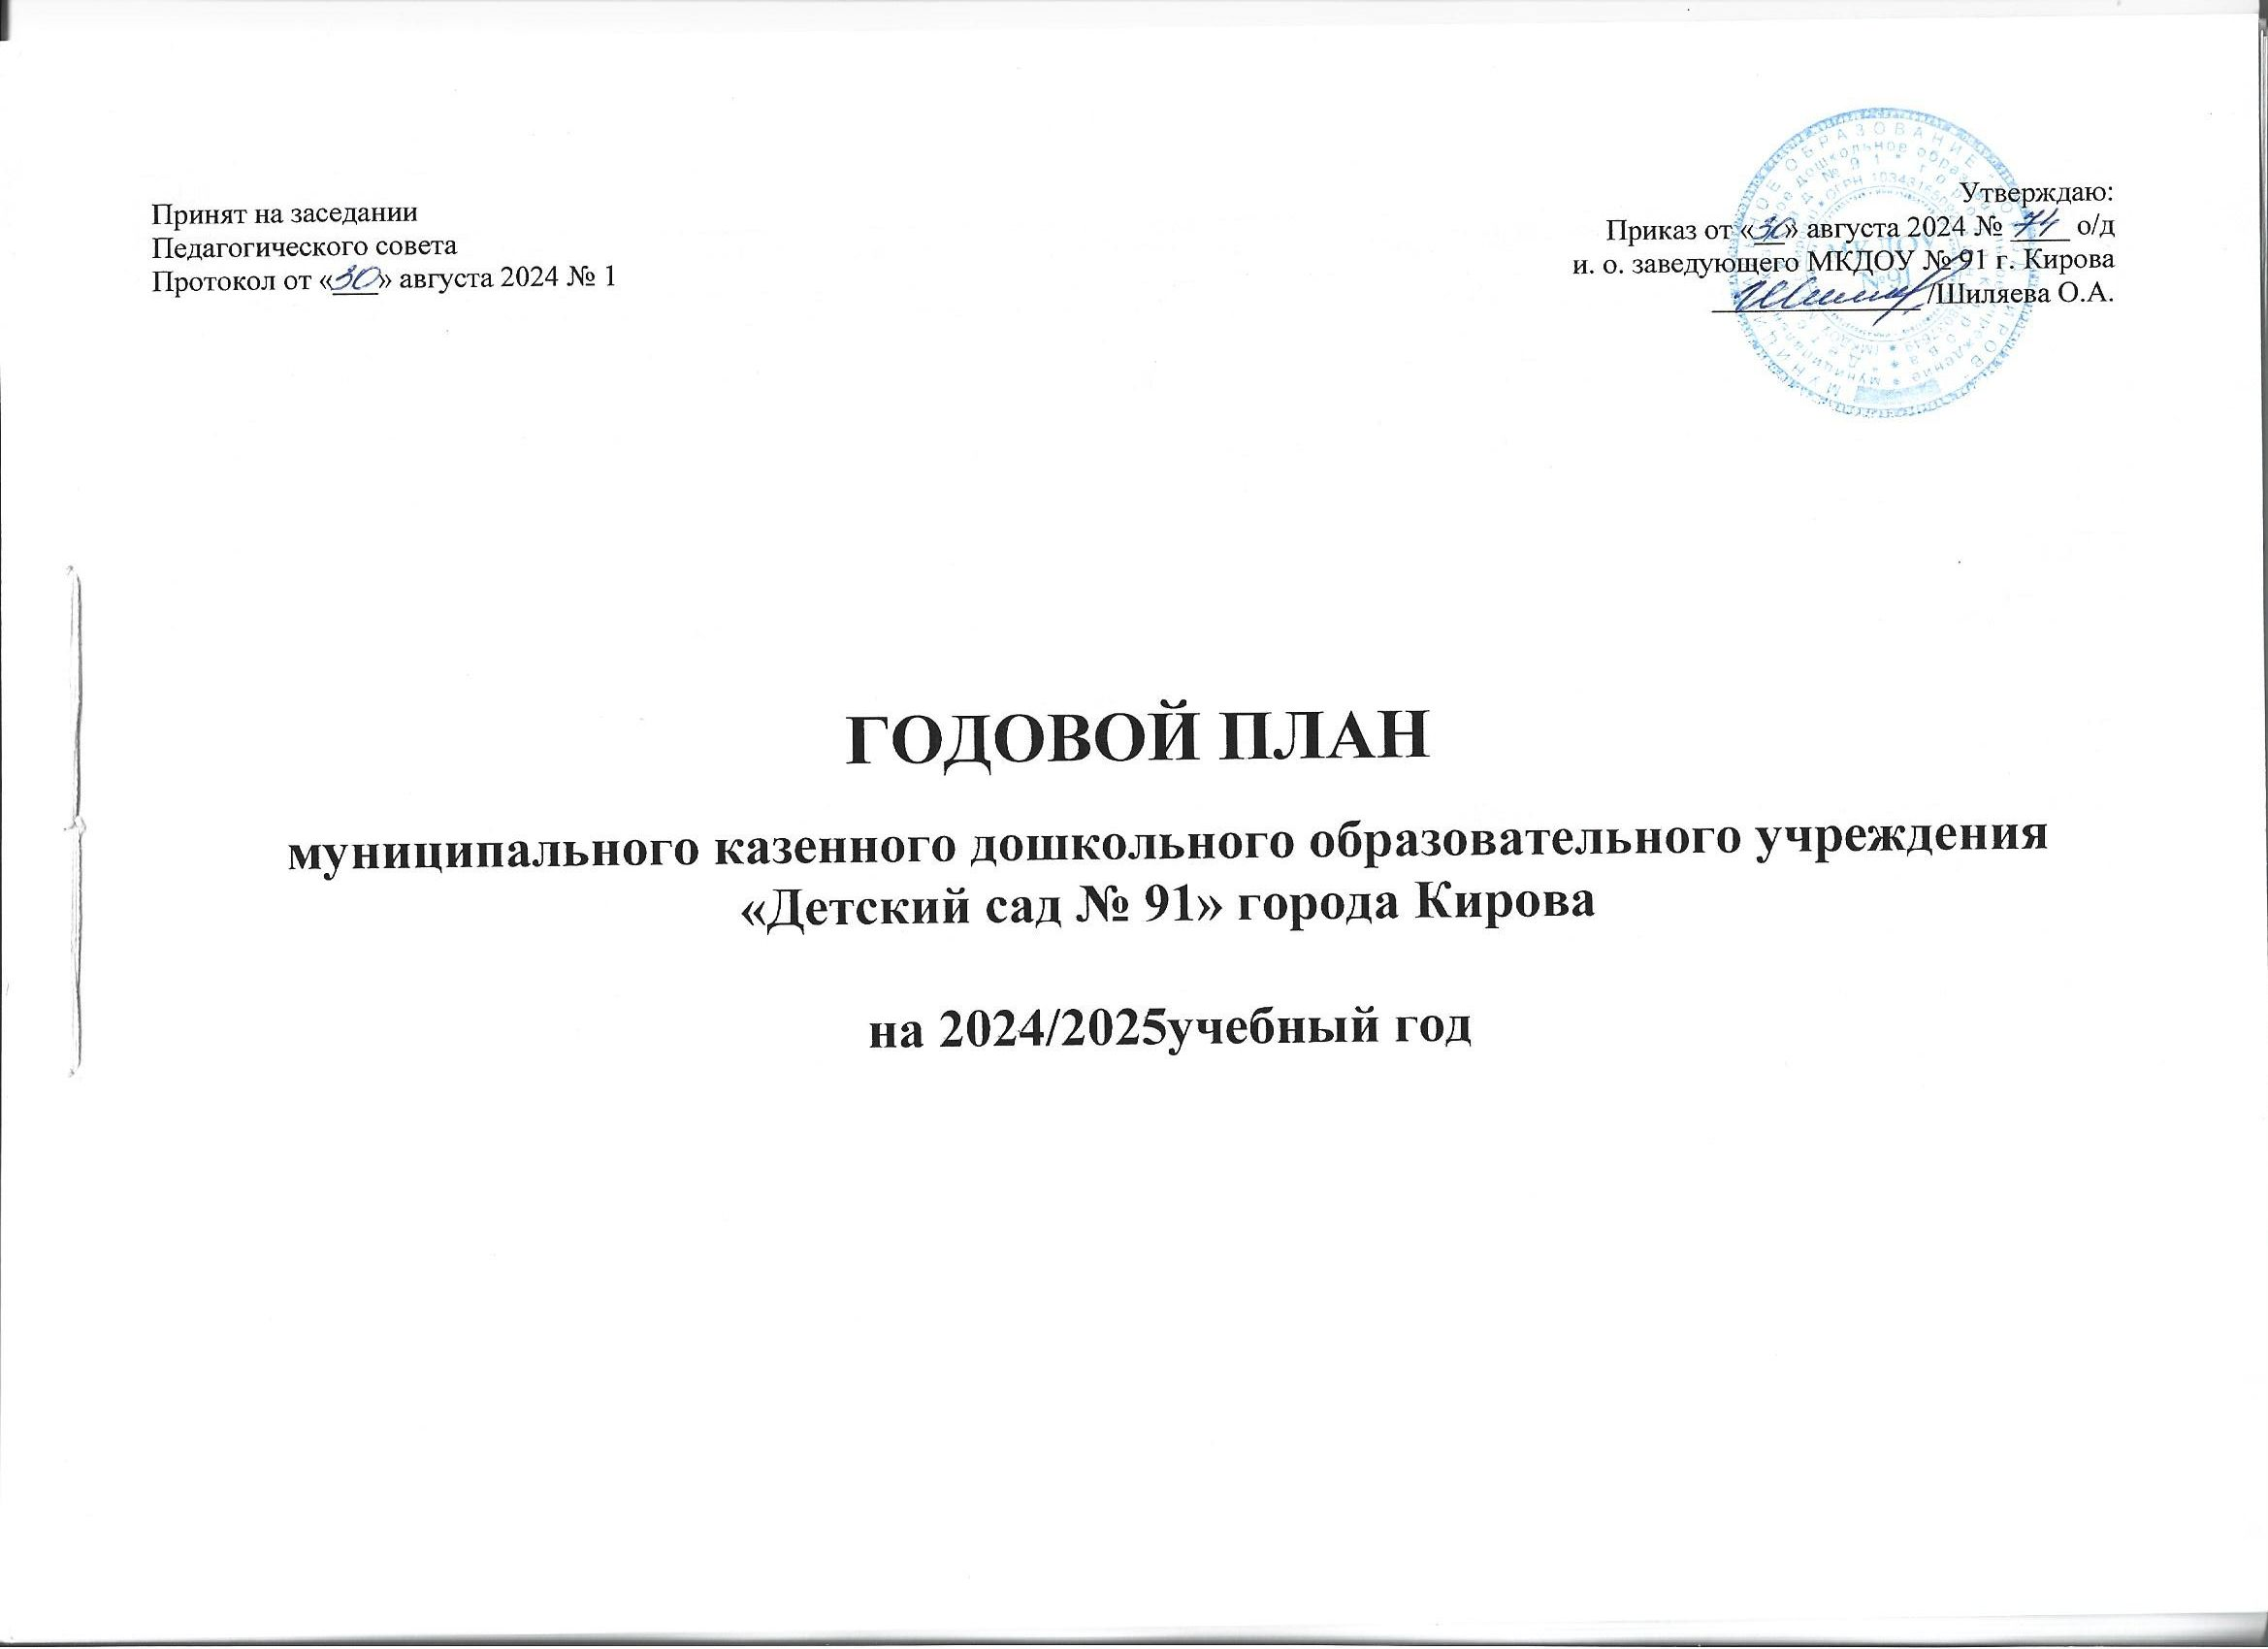 Принят на заседании
Педагогического совета
Протокол от «30» августа 2024 № 1
Утверждаю:
Приказ от «30» августа 2024 № 74 о/д
и. о. заведующего МКДОУ № 91 г. Кирова
/Шиляева О.А.
ГОДОВОЙ ПЛАН
муниципального казенного дошкольного образовательного учреждения
«Детский сад № 91» города Кирова
на 2024/2025учебный год